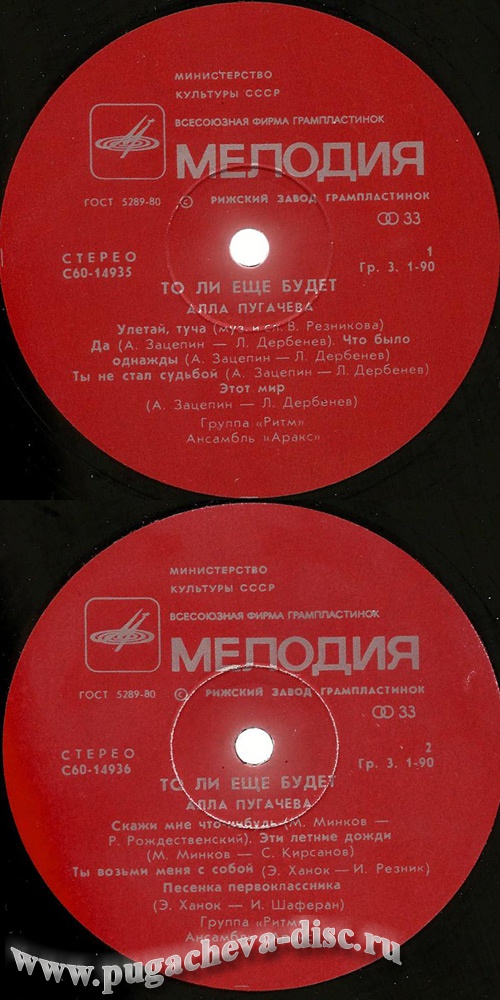 МИНИСТЕРСТВО
КУЛЬТУРЫ СССР
ВСЕСОЮЗНАЯ ФИРМА ГРАМПЛАСТИНОК
МЕЛОДИЯ
ГОСТ 5289-80 © РИЖСКИЙ ЗАВОД ГРАМПЛАСТИНОК
33
СТЕРЕО 1
С60-14935 Гр. 3. 1-90
ТО ЛИ ЕЩЕ БУДЕТ
АЛЛА ПУГАЧЕВА
Улетай, туча (муз. и сл. В. Резникова)
Да (А. Зацепин — Л. Дербенев). Что было
однажды (А. Зацепин — Л. Дербенев)
Ты не стал судьбой (А. Зацепин — Л. Дербенев)
Этот мир
(А. Зацепин — Л. Дербенев)
Группа «Ритм»
Ансамбль «Аракс»
МИНИСТЕРСТВО
КУЛЬТУРЫ СССР
ВСЕСОЮЗНАЯ ФИРМА ГРАМПЛАСТИНОК
МЕЛОДИЯ
ГОСТ 5289-80 © РИЖСКИЙ ЗАВОД ГРАМПЛАСТИНОК
33
СТЕРЕО 2
С60-14936 Гр. 3. 1-90
ТО ЛИ ЕЩЕ БУДЕТ
АЛЛА ПУГАЧЕВА
Скажи мне что-нибудь (М. Минков —
Р. Рождественский). Эти летние дожди
(М. Минков — С. Кирсанов)
Ты возьми меня с собой (Э. Ханок — И. Резник)
Песенка первоклассника
(Э. Ханок — И. Шаферан)
Группа «Ритм»
Ансамбль
www.pugacheva-disc.ru